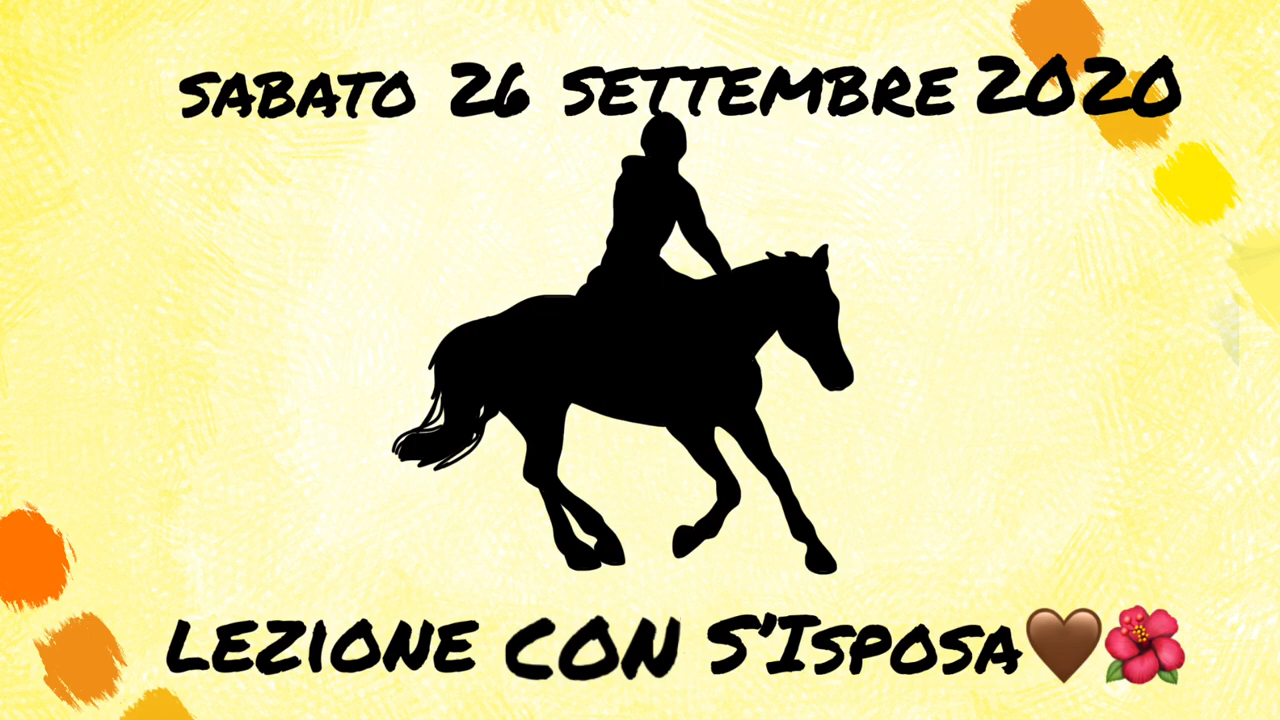 SABATO 26 SETTEMBRE 2020
LEZIONE CON S'ISPOSA🤎🌺